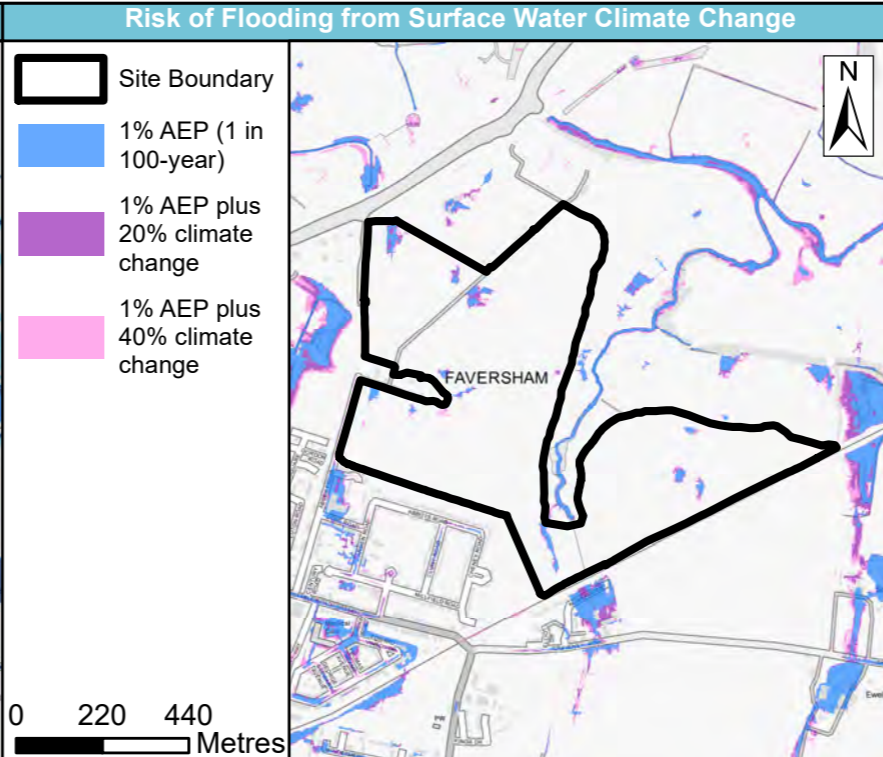 Risk of Flooding from Surface Water Climate Change
Site Boundary
1% AEP (1 in
100-year)
1% AEP plus
20% climate
change
1% AEP plus
40% climate
change
0 220 440
Metres
N
FAVERSHAM